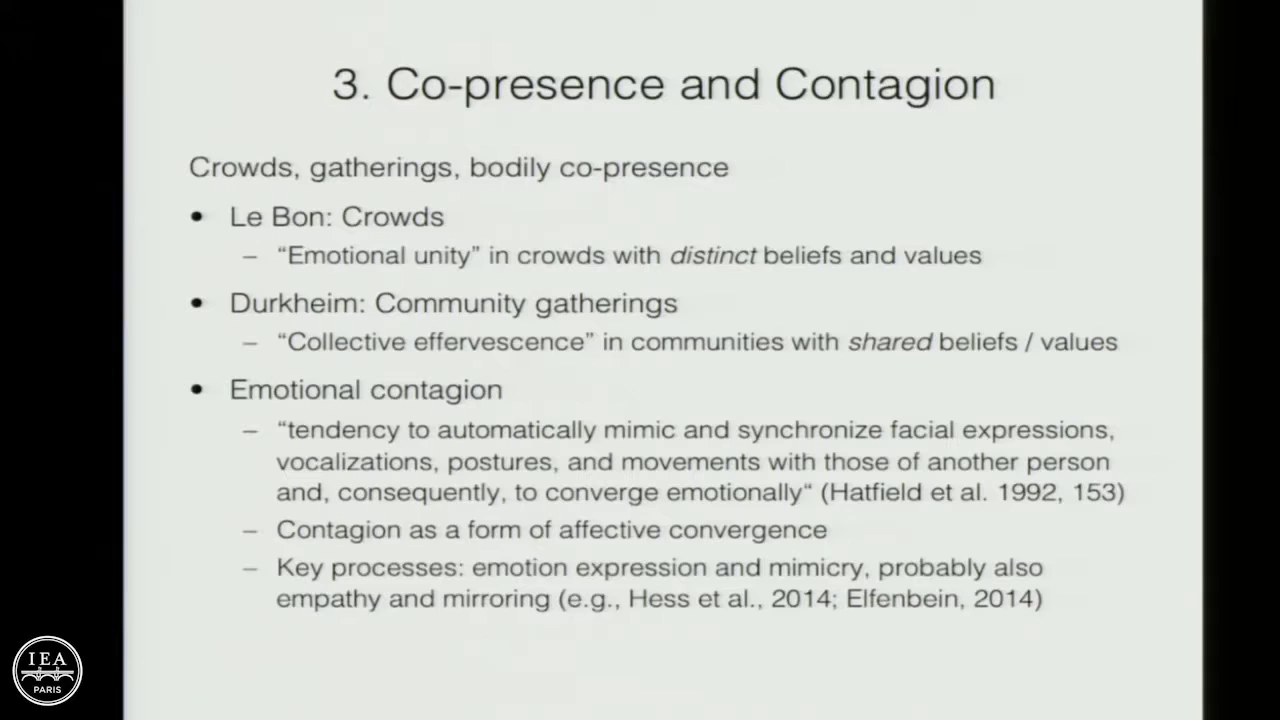 3. Co-presence and Contagion
Crowds, gatherings, bodily co-presence
• Le Bon: Crowds
– “Emotional unity” in crowds with distinct beliefs and values
• Durkheim: Community gatherings
– “Collective effervescence” in communities with shared beliefs / values
• Emotional contagion
– “tendency to automatically mimic and synchronize facial expressions,
vocalizations, postures, and movements with those of another person
and, consequently, to converge emotionally“ (Hatfield et al. 1992, 153)
– Contagion as a form of affective convergence
– Key processes: emotion expression and mimicry, probably also
empathy and mirroring (e.g., Hess et al., 2014; Elfenbein, 2014)
IEA
PARIS